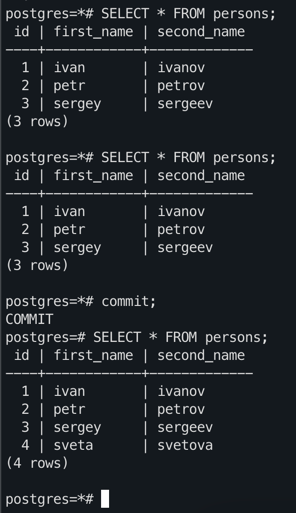 postgres=*# SELECT * FROM persons;
 id | first_name | second_name
----+------------+-------------
  1 | ivan       | ivanov
  2 | petr       | petrov
  3 | sergey     | sergeev
(3 rows)

postgres=*# SELECT * FROM persons;
 id | first_name | second_name
----+------------+-------------
  1 | ivan       | ivanov
  2 | petr       | petrov
  3 | sergey     | sergeev
(3 rows)

postgres=*# commit;
COMMIT
postgres=# SELECT * FROM persons;
 id | first_name | second_name
----+------------+-------------
  1 | ivan       | ivanov
  2 | petr       | petrov
  3 | sergey     | sergeev
  4 | sveta      | svetova
(4 rows)

postgres=*#